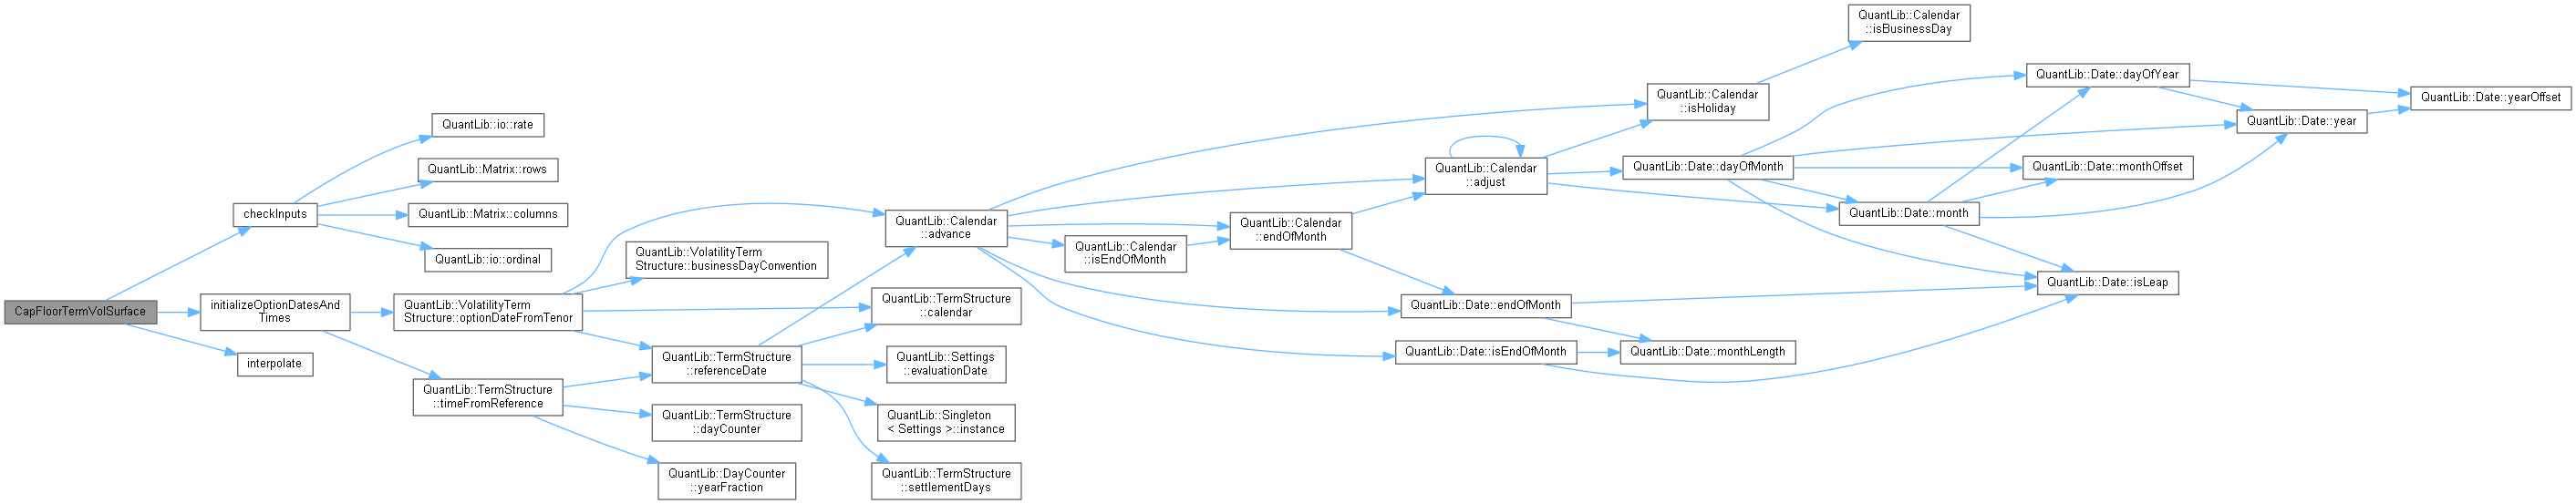 CapFloorTermVolSurface
checkInputs
QuantLib::io::rate
QuantLib::Matrix::rows
QuantLib::Matrix::columns
QuantLib::io::ordinal
initializeOptionDatesAnd
Times
interpolate
QuantLib::VolatilityTerm
Structure::optionDateFromTenor
QuantLib::TermStructure
::timeFromReference
QuantLib::VolatilityTerm
Structure::businessDayConvention
QuantLib::TermStructure
::referenceDate
QuantLib::TermStructure
::dayCounter
QuantLib::DayCounter
::yearFraction
QuantLib::Calendar
::advance
QuantLib::TermStructure
::calendar
QuantLib::Settings
::evaluationDate
QuantLib::Singleton
< Settings >::instance
QuantLib::TermStructure
::settlementDays
QuantLib::Calendar
::isEndOfMonth
QuantLib::Calendar
::endOfMonth
QuantLib::Calendar
::adjust
QuantLib::Date::endOfMonth
QuantLib::Date::isEndOfMonth
QuantLib::Calendar
::isHoliday
QuantLib::Calendar
::isBusinessDay
QuantLib::Date::dayOfMonth
QuantLib::Date::monthLength
QuantLib::Date::month
QuantLib::Date::dayOfYear
QuantLib::Date::monthOffset
QuantLib::Date::isLeap
QuantLib::Date::year
QuantLib::Date::yearOffset